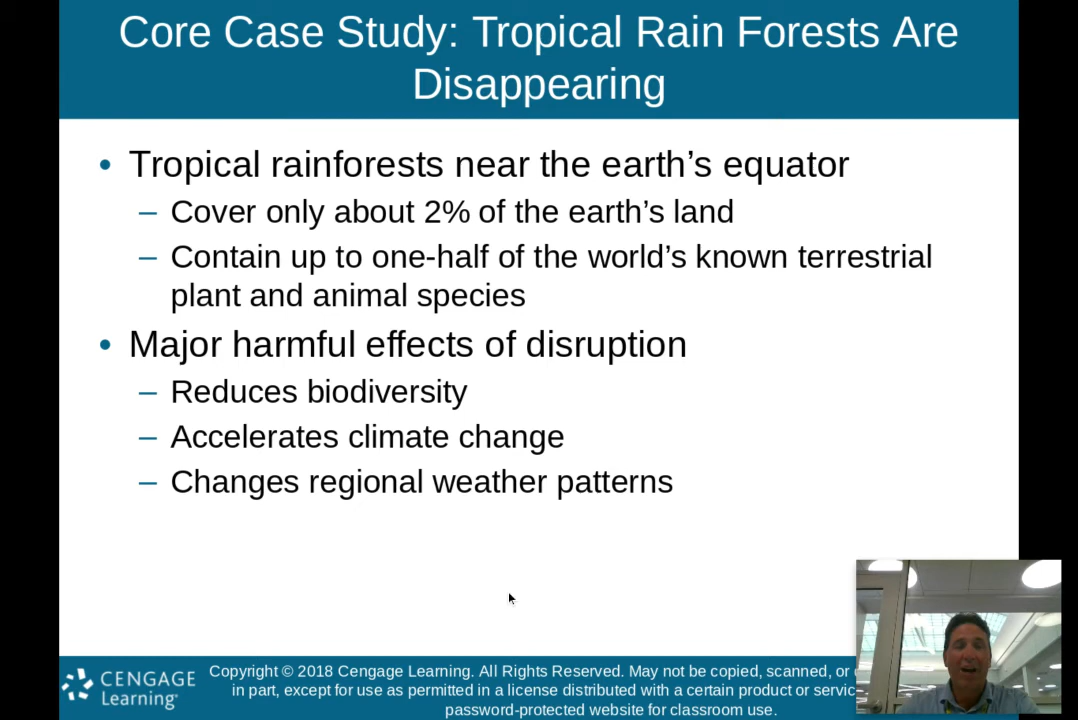 Core Case Study: Tropical Rain Forests Are
Disappearing
• Tropical rainforests near the earth’s equator
– Cover only about 2% of the earth’s land
– Contain up to one-half of the world’s known terrestrial
plant and animal species
• Major harmful effects of disruption
– Reduces biodiversity
– Accelerates climate change
– Changes regional weather patterns
CENGAGE
Learning
Copyright © 2018 Cengage Learning. All Rights Reserved. May not be copied, scanned, or
in part, except for use as permitted in a license distributed with a certain product or
password-protected website for classroom use.